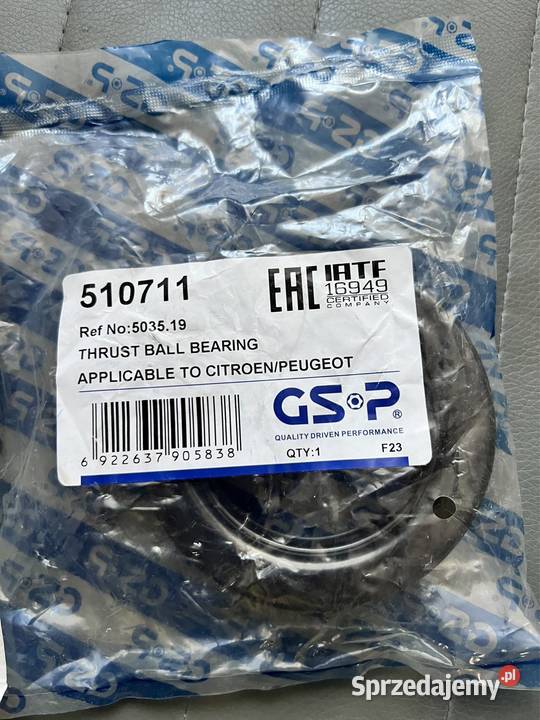 510711
EAC IATF
16949
CERTIFIED
COMPANY
Ref No:5035.19
THRUST BALL BEARING
APPLICABLE TO CITROEN/PEUGEOT
GSP®
QUALITY DRIVEN PERFORMANCE
6 922637 905838
QTY:1 F23
Sprzedajemy.pl